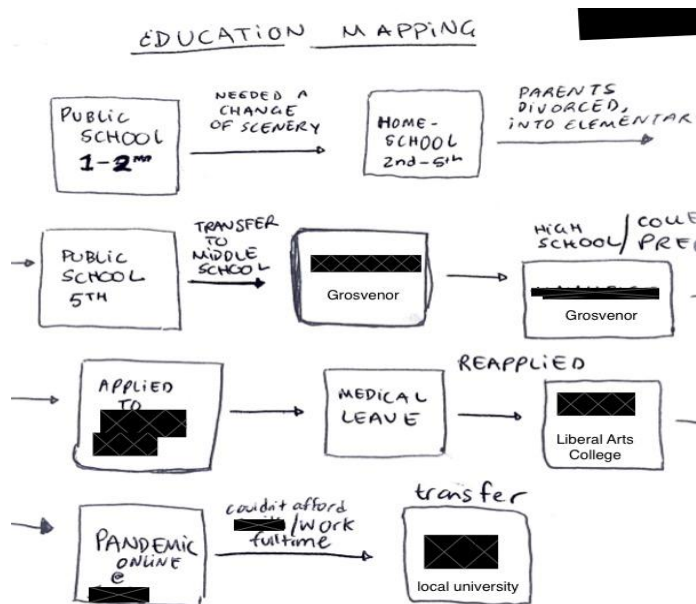 EDUCATION MAPPING
PUBLIC
SCHOOL
1-2ND
NEEDED A
CHANGE
OF SCENERY
HOME-
SCHOOL
2nd-5th
PARENTS
DIVORCED,
INTO ELEMENTAR
PUBLIC
SCHOOL
5TH
TRANSFER
TO
MIDDLE
SCHOOL
Grosvenor
HIGH
SCHOOL/
COLLE
PREP
Grosvenor
APPLIED
TO
MEDICAL
LEAVE
REAPPLIED
Liberal Arts
College
PANDEMIC
ONLINE
@
couldn't afford
/WORK
fulltime
transfer
local university